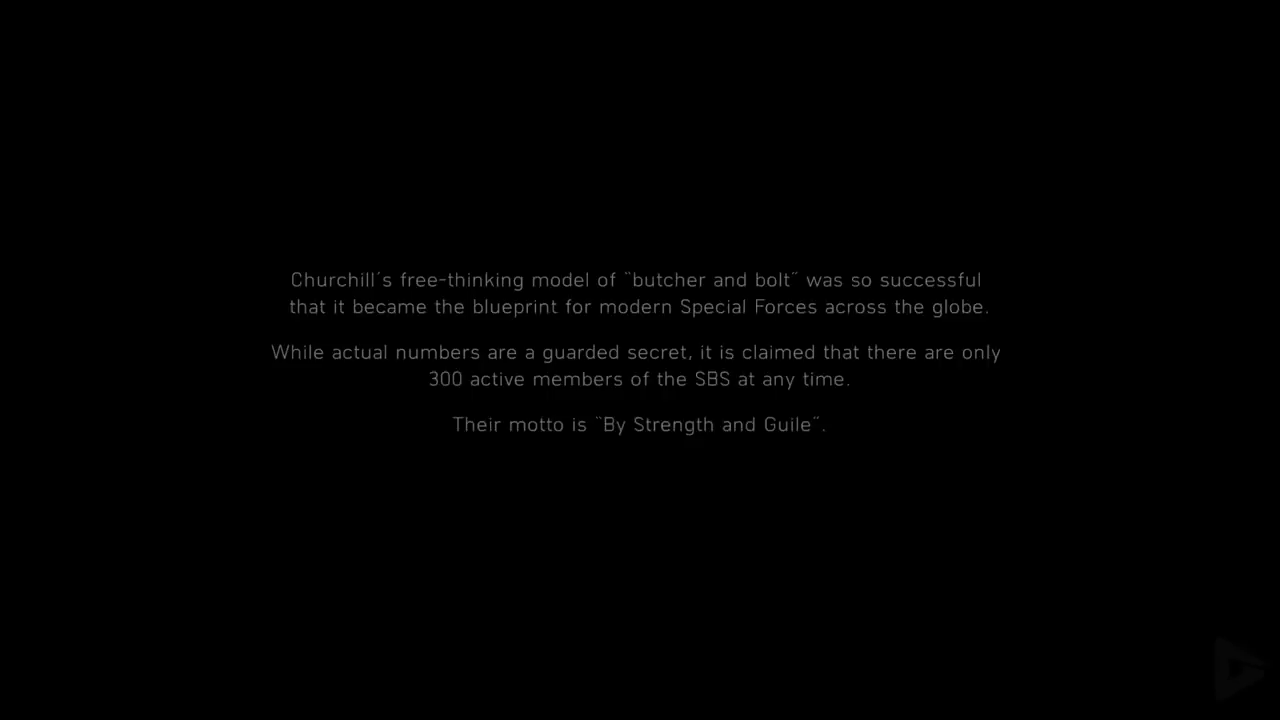 Churchill's free-thinking model of "butcher and bolt" was so successful
that it became the blueprint for modern Special Forces across the globe.
While actual numbers are a guarded secret, it is claimed that there are only
300 active members of the SBS at any time.
Their motto is "By Strength and Guile".